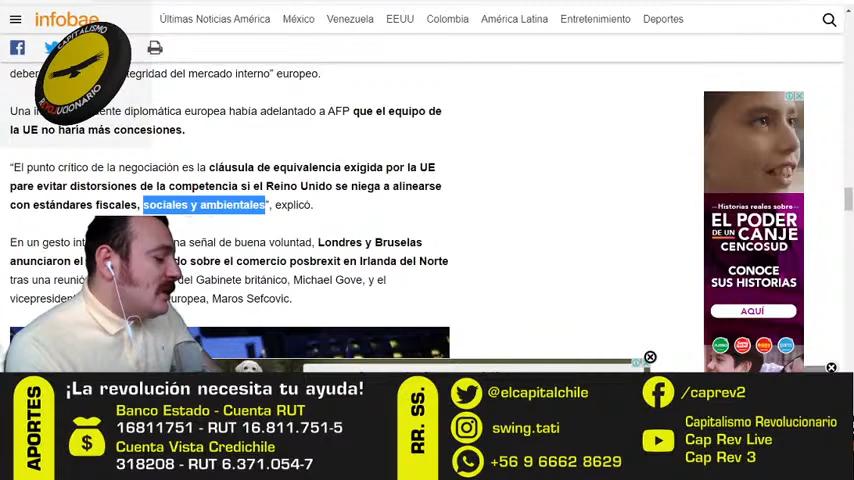 infobae
Últimas Noticias América México Venezuela EEUU Colombia América Latina Entretenimiento Deportes
CAPITALISMO
REVOLUCIONARIO
tegridad del mercado interno” europeo.
Una ente diplomática europea había adelantado a AFP que el equipo de
la UE no haría más concesiones.
“El punto crítico de la negociación es la cláusula de equivalencia exigida por la UE
pare evitar distorsiones de la competencia si el Reino Unido se niega a alinearse
con estándares fiscales, sociales y ambientales”, explicó.
En un gesto na señal de buena voluntad, Londres y Bruselas
anunciaron el do sobre el comercio posbrexit en Irlanda del Norte
tras una reunió del Gabinete británico, Michael Gove, y el
vicepresident uropea, Maros Sefcovic.
Historias reales sobre
EL PODER
DE UN CANJE
CENCOSUD
CONOCE
SUS HISTORIAS
AQUÍ
APORTES
¡La revolución necesita tu ayuda!
Banco Estado - Cuenta RUT
16811751 - RUT 16.811.751-5
Cuenta Vista Credichile
318208 - RUT 6.371.054-7
RR. SS.
@elcapitalchile
swing.tati
+56 9 6662 8629
/caprev2
Capitalismo Revolucionario
Cap Rev Live
Cap Rev 3